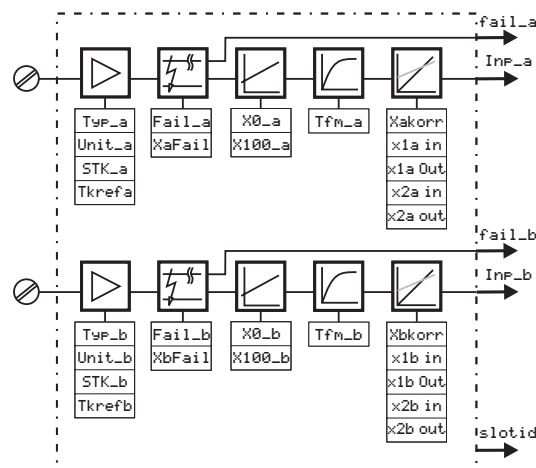 fail_a
Inp_a
Typ_a Fail_a X0_a Tfm_a Xakorr
Unit_a XaFail X100_a x1a in
STK_a x1a Out
Tkrefa x2a in
x2a out
fail_b
Inp_b
Typ_b Fail_b X0_b Tfm_b Xbkorr
Unit_b XbFail X100_b x1b in
STK_b x1b Out
Tkrefb x2b in
x2b out
slotid